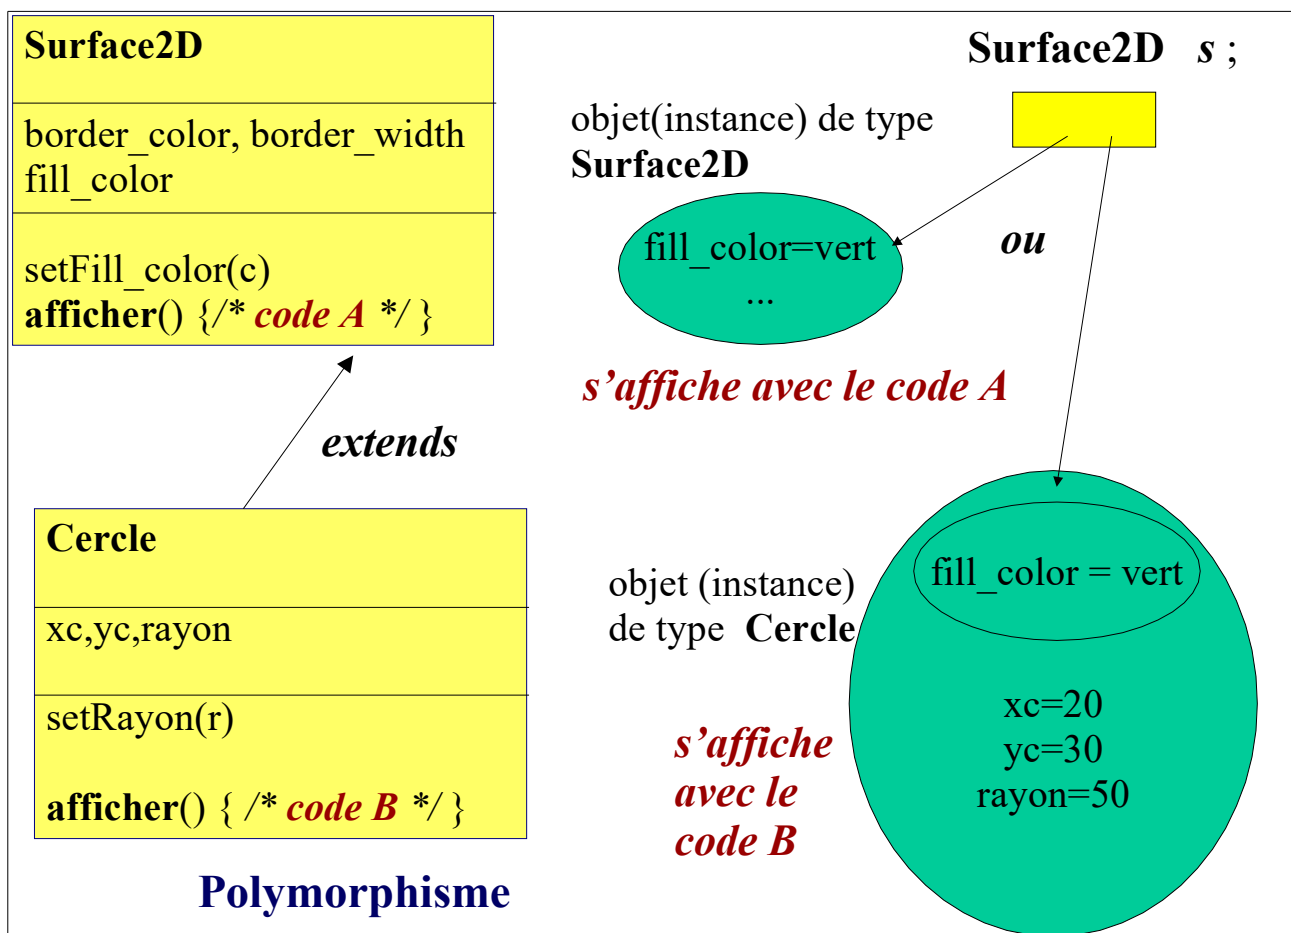 Surface2D
border_color, border_width
fill_color
setFill_color(c)
afficher() {/* code A */ }
extends
Cercle
xc,yc,rayon
setRayon(r)
afficher() { /* code B */ }
Polymorphisme
Surface2D s ;
objet(instance) de type
Surface2D
fill_color=vert
...
ou
s’affiche avec le code A
objet (instance)
de type Cercle
fill_color = vert
xc=20
yc=30
rayon=50
s’affiche
avec le
code B